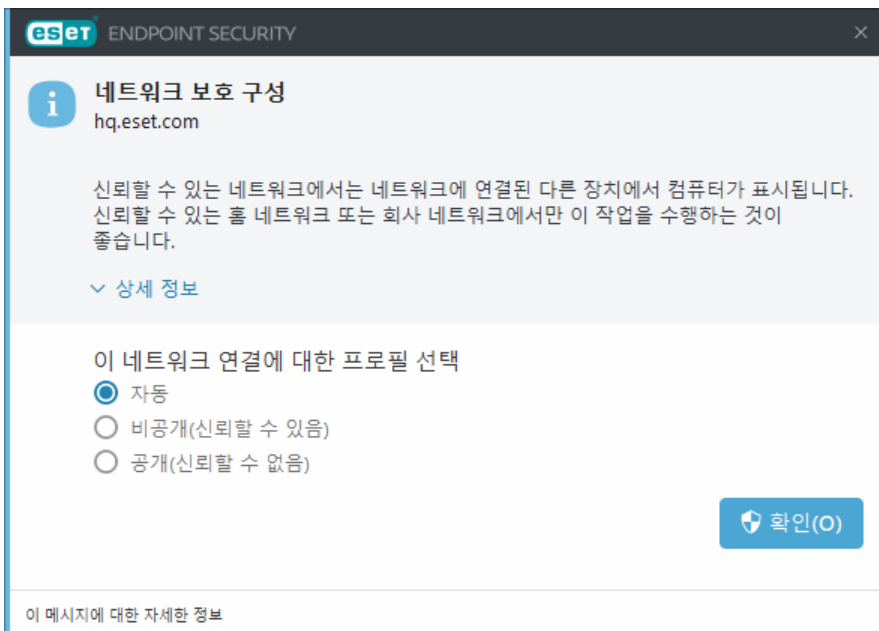 eset ENDPOINT SECURITY
네트워크 보호 구성
hq.eset.com
신뢰할 수 있는 네트워크에서는 네트워크에 연결된 다른 장치에서 컴퓨터가 표시됩니다.
신뢰할 수 있는 홈 네트워크 또는 회사 네트워크에서만 이 작업을 수행하는 것이
좋습니다.
상세 정보
이 네트워크 연결에 대한 프로필 선택
자동
비공개(신뢰할 수 있음)
공개(신뢰할 수 없음)
확인(O)
이 메시지에 대한 자세한 정보